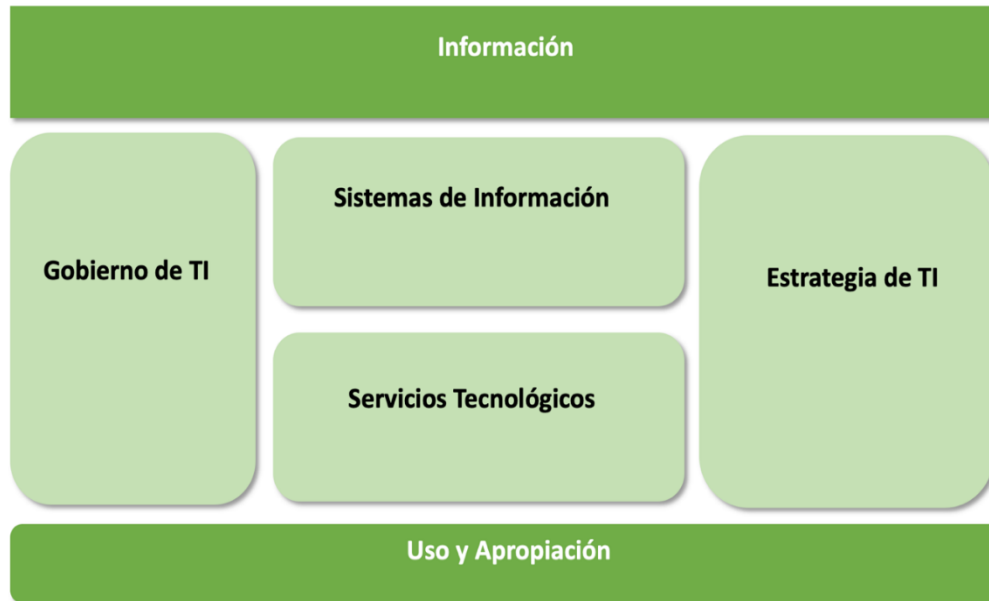 Información
Sistemas de Información
Gobierno de TI
Estrategia de TI
Servicios Tecnológicos
Uso y Apropiación